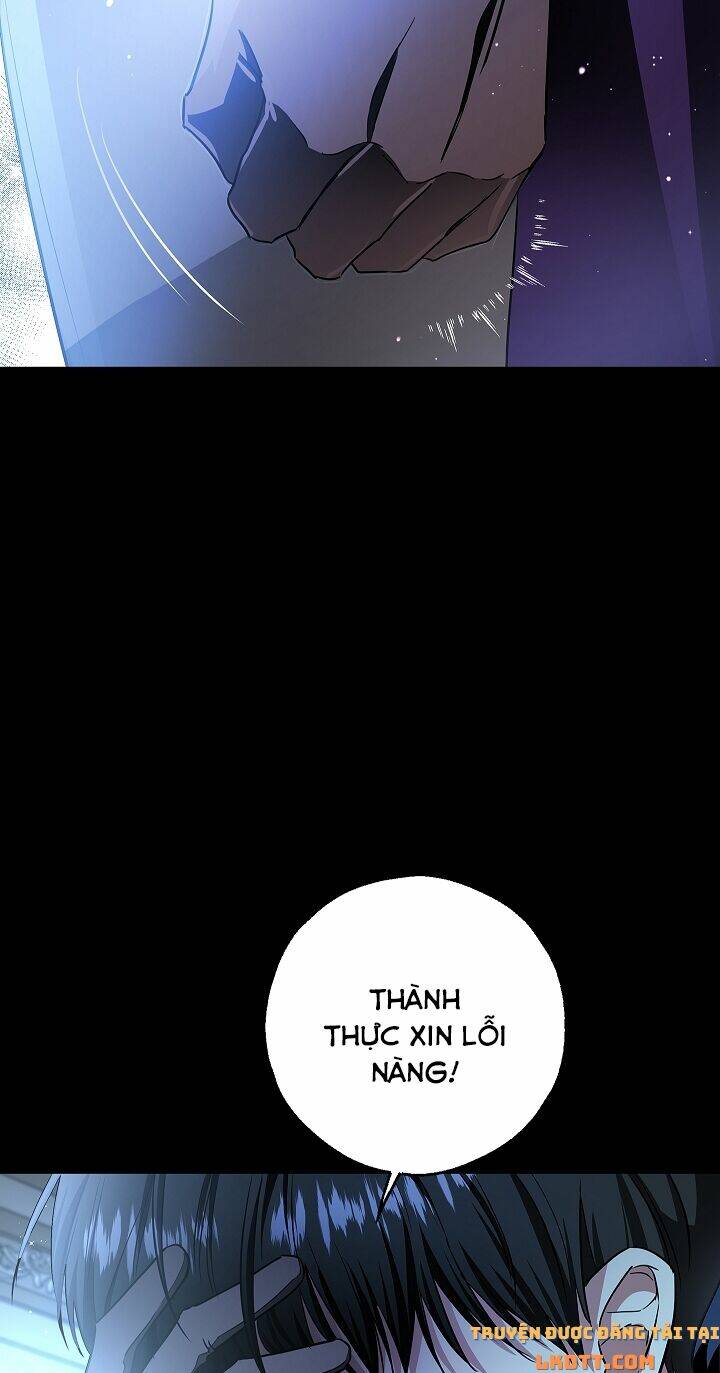 THÀNH
THỰC XIN LỖI
NÀNG!
TRUYỆN ĐƯỢC ĐĂNG TẢI TẠI
LKDTT.COM